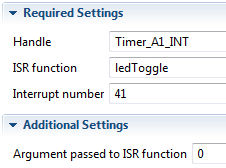 Required Settings
Handle Timer_A1_INT
ISR function ledToggle
Interrupt number 41
Additional Settings
Argument passed to ISR function 0